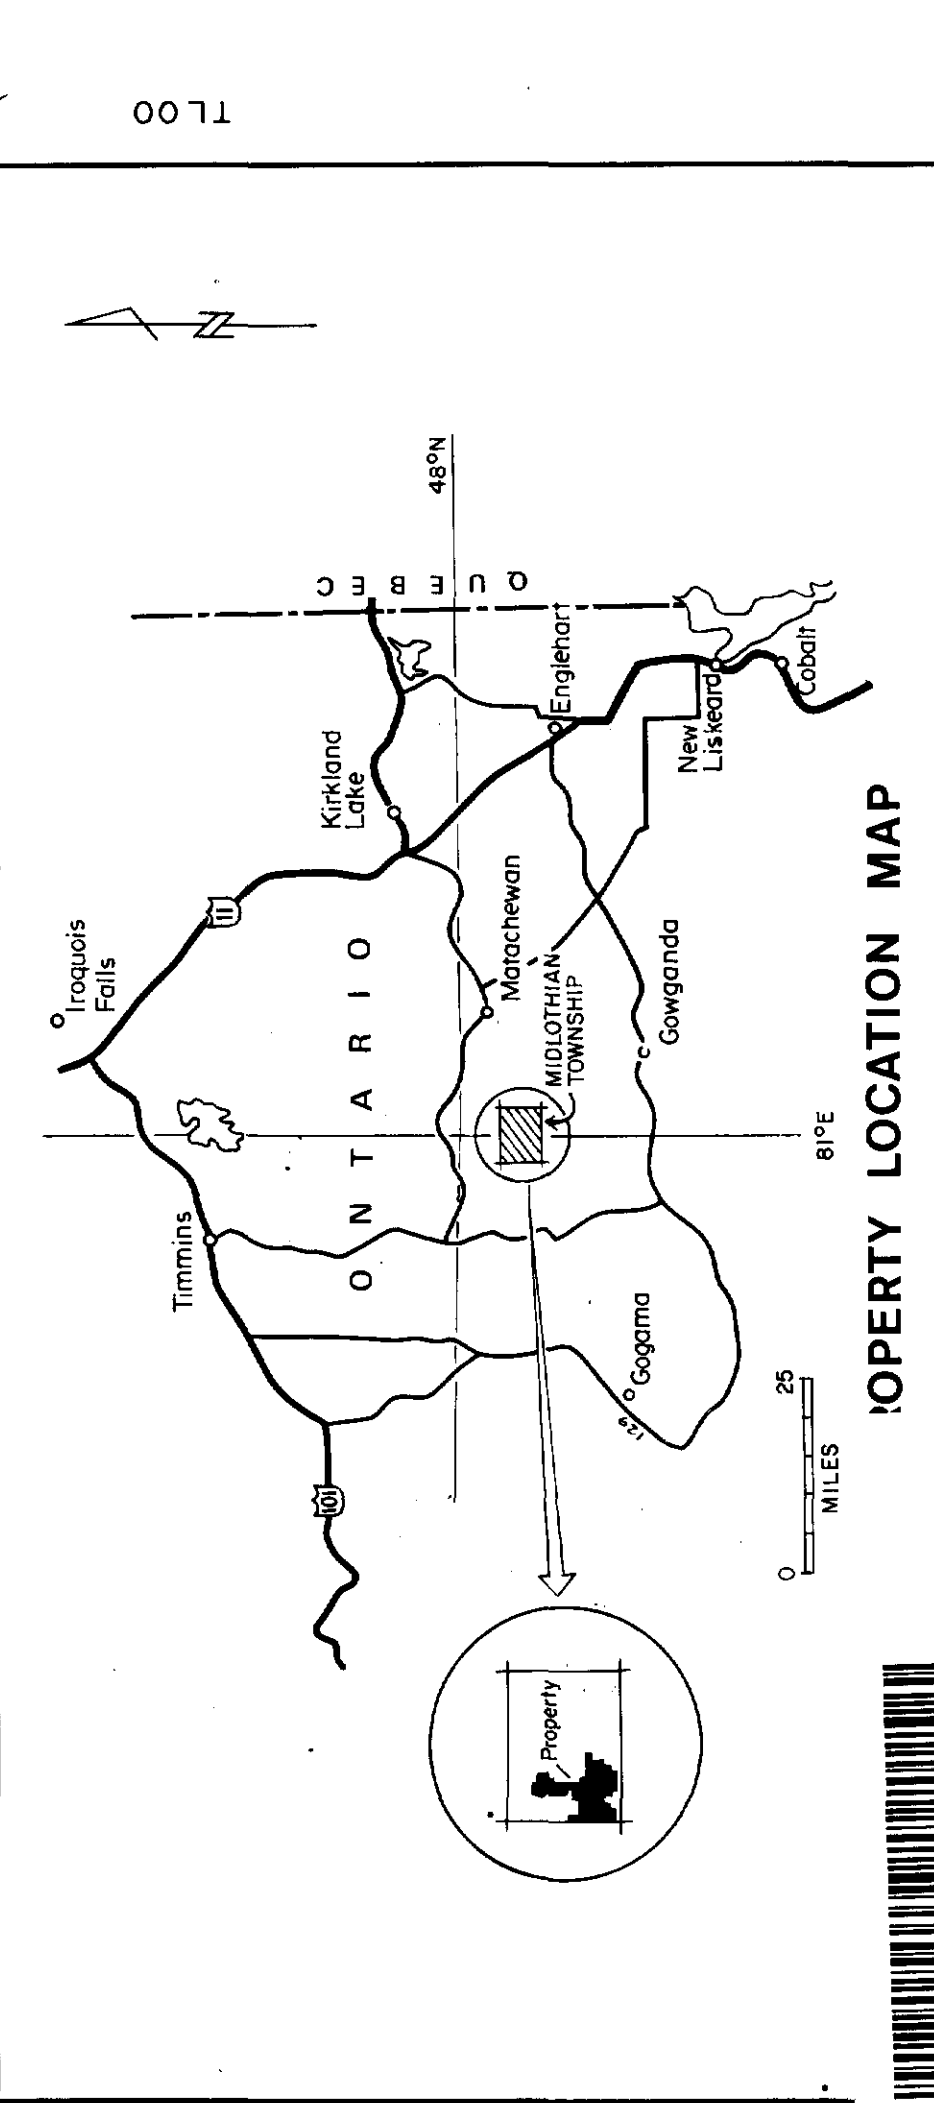 TL00
48°N
QUEBEC
Iroquois
Falls
11
Kirkland
Lake
Englehart
New
Liskeard
Cobalt
Matachewan
MIDLOTHIAN
TOWNSHIP
Gowganda
ONTARIO
Timmins
81°E
Gogama
129
101
0 25
MILES
Property
OPERTY LOCATION MAP